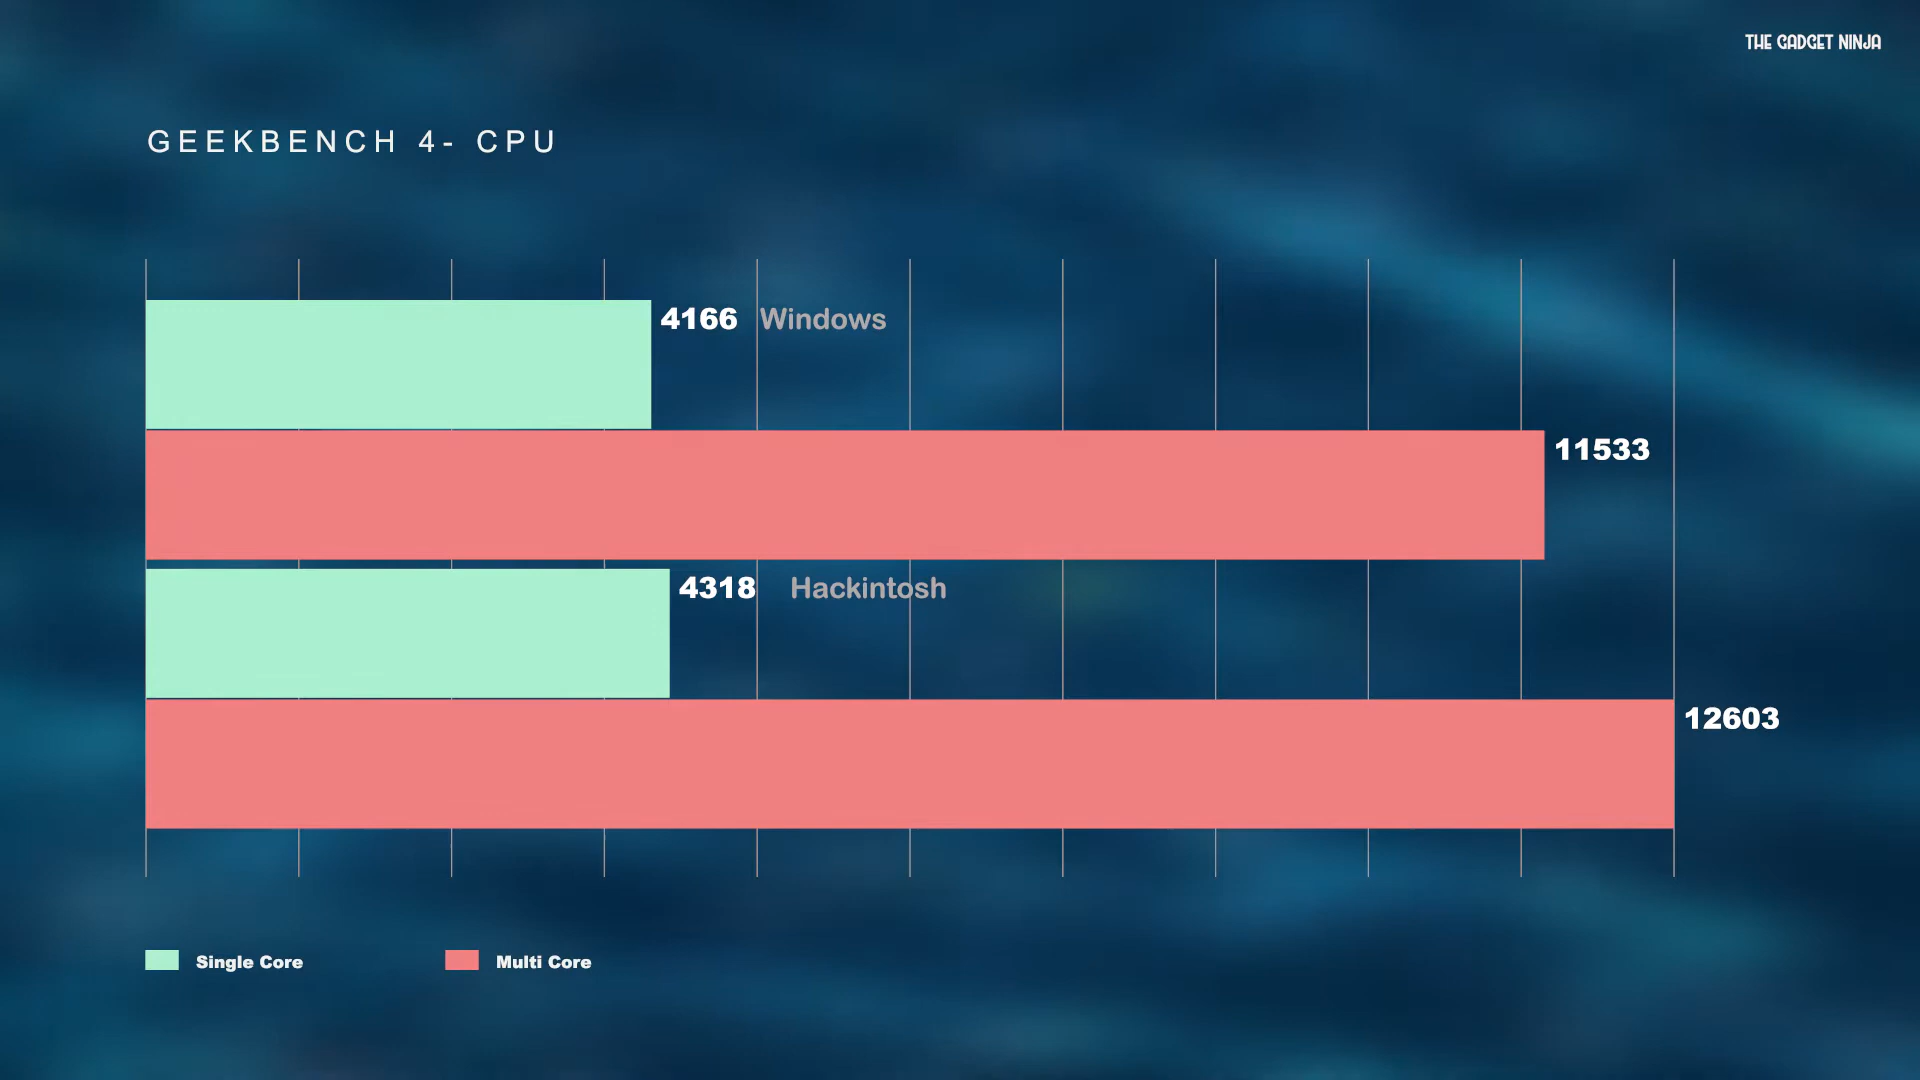 THE GADGET NINJA
GEEKBENCH 4- CPU
4166 Windows
11533
4318 Hackintosh
12603
Single Core
Multi Core